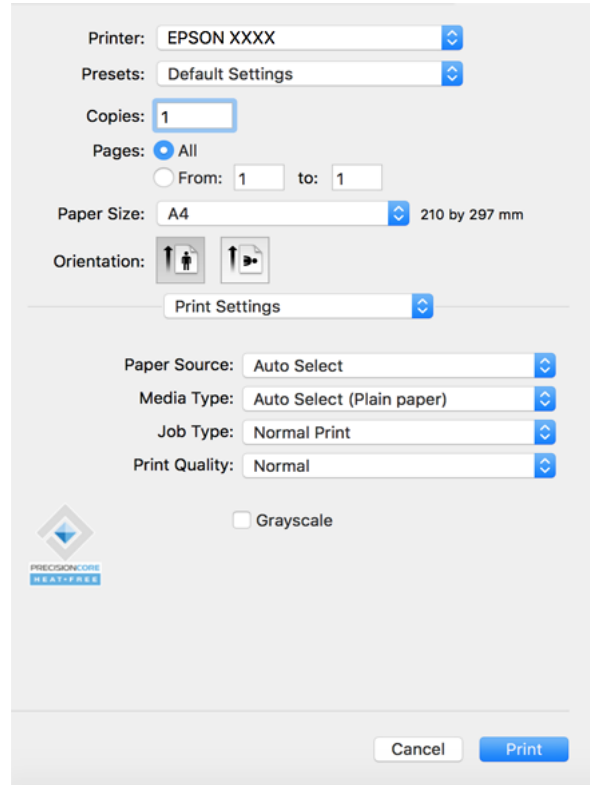 Printer: EPSON XXXX
Presets: Default Settings
Copies: 1
Pages: All
From: 1 to: 1
Paper Size: A4 210 by 297 mm
Orientation:
Print Settings
Paper Source: Auto Select
Media Type: Auto Select (Plain paper)
Job Type: Normal Print
Print Quality: Normal
Grayscale
PRECISIONCORE
HEAT-FREE
Cancel Print